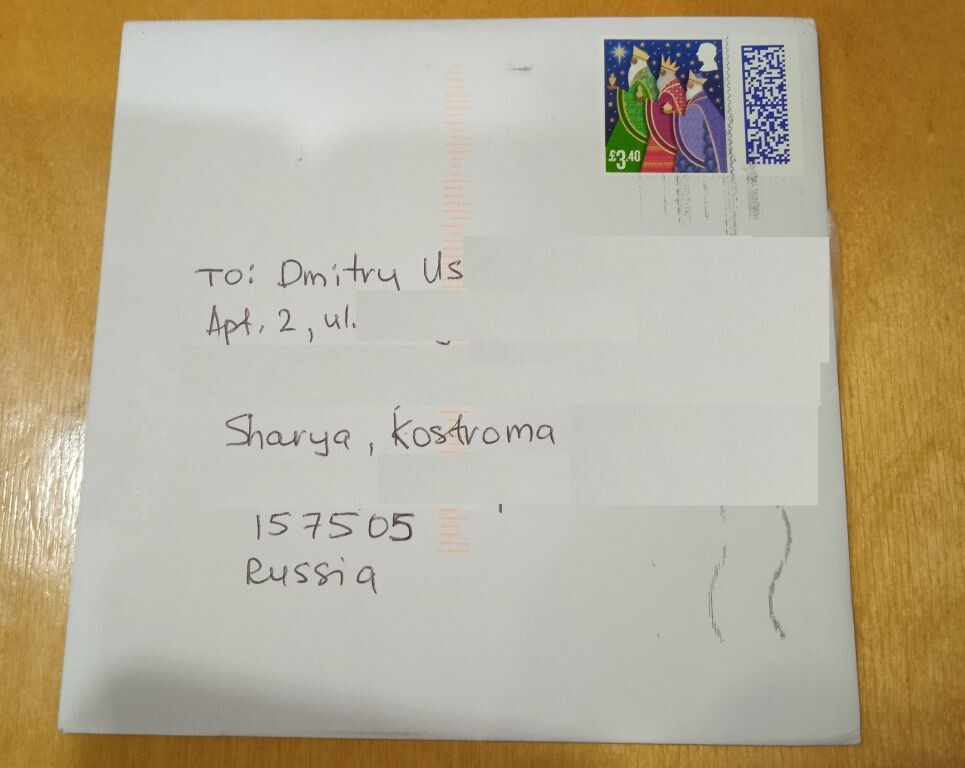 £3.40
TO: Dmitry Us
Apt. 2, ul.
Sharya, Kostroma
157505
Russia